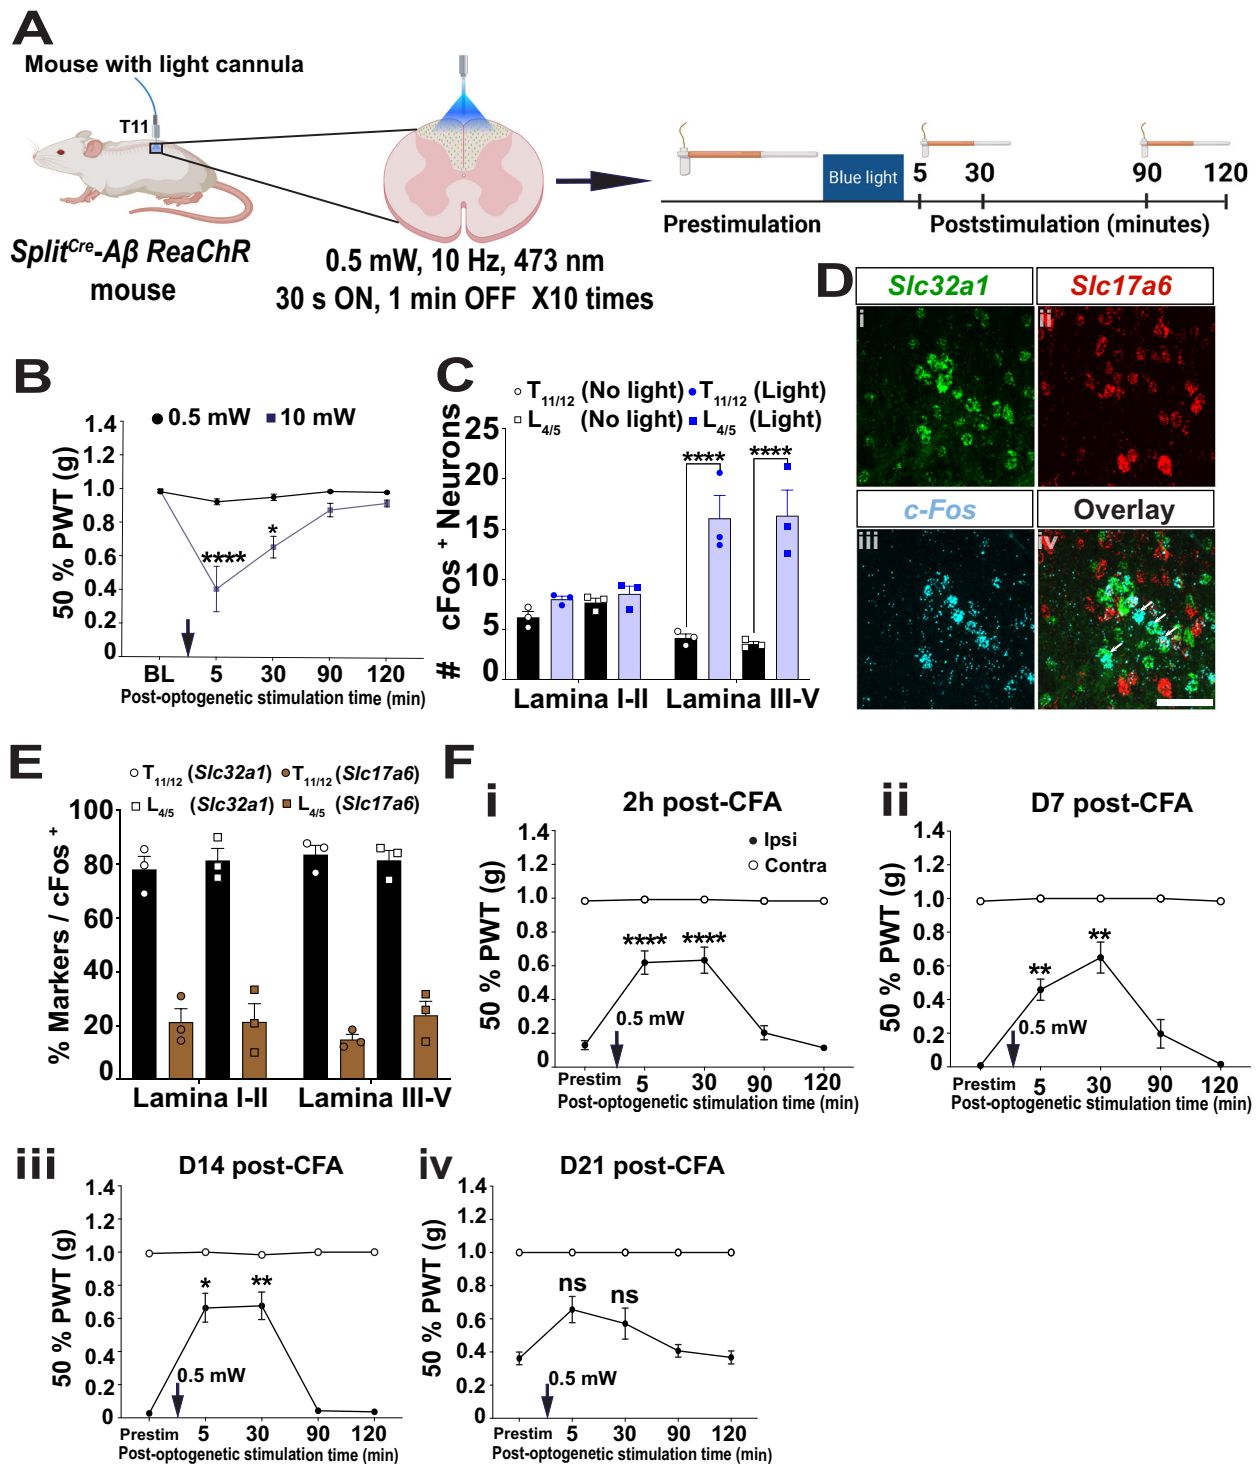 A
Mouse with light cannula
T11
Split^Cre-Aβ ReaChR
mouse
0.5 mW, 10 Hz, 473 nm
30 s ON, 1 min OFF X10 times
Blue light
5 30 90 120
Prestimulation
Poststimulation (minutes)
B
0.5 mW 10 mW
50 % PWT (g)
1.4
1.2
1.0
0.8
0.6
0.4
0.2
0
****
*
BL 5 30 90 120
Post-optogenetic stimulation time (min)
C
T11/12 (No light) T11/12 (Light)
L4/5 (No light) L4/5 (Light)
# cFos + Neurons
25
20
15
10
5
0
**** ****
Lamina I-II Lamina III-V
D
Slc32a1 Slc17a6
i ii
c-Fos Overlay
iii iv
E
T11/12 (Slc32a1) T11/12 (Slc17a6)
L4/5 (Slc32a1) L4/5 (Slc17a6)
% Markers / cFos +
100
80
60
40
20
0
Lamina I-II Lamina III-V
F
i
2h post-CFA
Ipsi
Contra
50 % PWT (g)
1.4
1.2
1.0
0.8
0.6
0.4
0.2
0
**** ****
0.5 mW
Prestim 5 30 90 120
Post-optogenetic stimulation time (min)
ii
D7 post-CFA
50 % PWT (g)
1.4
1.2
1.0
0.8
0.6
0.4
0.2
0
**
**
0.5 mW
Prestim 5 30 90 120
Post-optogenetic stimulation time (min)
iii
D14 post-CFA
50 % PWT (g)
1.4
1.2
1.0
0.8
0.6
0.4
0.2
0
* **
0.5 mW
Prestim 5 30 90 120
Post-optogenetic stimulation time (min)
iv
D21 post-CFA
50 % PWT (g)
1.4
1.2
1.0
0.8
0.6
0.4
0.2
0
ns
ns
0.5 mW
Prestim 5 30 90 120
Post-optogenetic stimulation time (min)